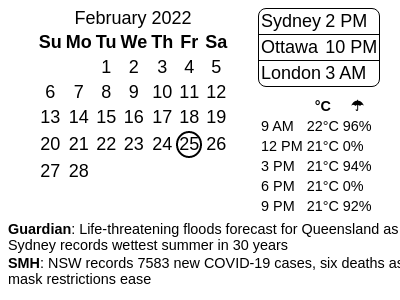 February 2022
Su Mo Tu We Th Fr Sa
1 2 3 4 5
6 7 8 9 10 11 12
13 14 15 16 17 18 19
20 21 22 23 24 25 26
27 28
Sydney 2 PM
Ottawa 10 PM
London 3 AM
°C ☂
9 AM 22°C 96%
12 PM 21°C 0%
3 PM 21°C 94%
6 PM 21°C 0%
9 PM 21°C 92%
Guardian: Life-threatening floods forecast for Queensland as
Sydney records wettest summer in 30 years
SMH: NSW records 7583 new COVID-19 cases, six deaths as
mask restrictions ease